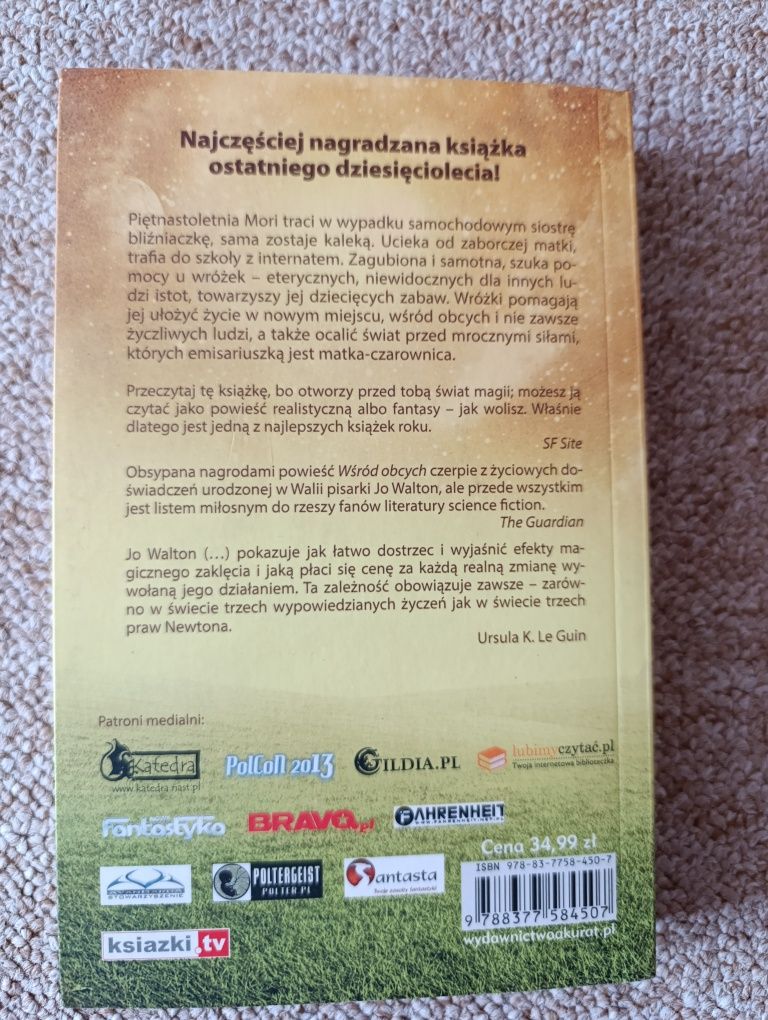 Najczęściej nagradzana książka
ostatniego dziesięciolecia!
Piętnastoletnia Mori traci w wypadku samochodowym siostrę
bliźniaczkę, sama zostaje kaleką. Ucieka od zaborczej matki,
trafia do szkoły z internatem. Zagubiona i samotna, szuka po-
mocy u wróżek – eterycznych, niewidocznych dla innych lu-
dzi istot, towarzyszy jej dziecięcych zabaw. Wróżki pomagają
jej ułożyć życie w nowym miejscu, wśród obcych i nie zawsze
życzliwych ludzi, a także ocalić świat przed mrocznymi siłami,
których emisariuszką jest matka-czarownica.
Przeczytaj tę książkę, bo otworzy przed tobą świat magii; możesz ją
czytać jako powieść realistyczną albo fantasy – jak wolisz. Właśnie
dlatego jest jedną z najlepszych książek roku.
SF Site
Obsypana nagrodami powieść Wśród obcych czerpie z życiowych do-
świadczeń urodzonej w Walii pisarki Jo Walton, ale przede wszystkim
jest listem miłosnym do rzeszy fanów literatury science fiction.
The Guardian
Jo Walton (...) pokazuje jak łatwo dostrzec i wyjaśnić efekty ma-
gicznego zaklęcia i jaką płaci się cenę za każdą realną zmianę wy-
wołaną jego działaniem. Ta zależność obowiązuje zawsze – zarów-
no w świecie trzech wypowiedzianych życzeń jak w świecie trzech
praw Newtona.
Ursula K. Le Guin
Patroni medialni:
Katedra
www.katedra.nast.pl
PolCon 2013
GILDIA.PL
lubimyczytać.pl
Twoja internetowa biblioteczka
Fantastyka
BRAVO.pl
FAHRENHEIT
Cena 34,99 zł
ISBN 978-83-7758-450-7
STOWARZYSZENIE
POLTERGEIST
POLTER.PL
Fantasta
9 788377 584507
ksiazki.tv
wydawnictwoakurat.pl